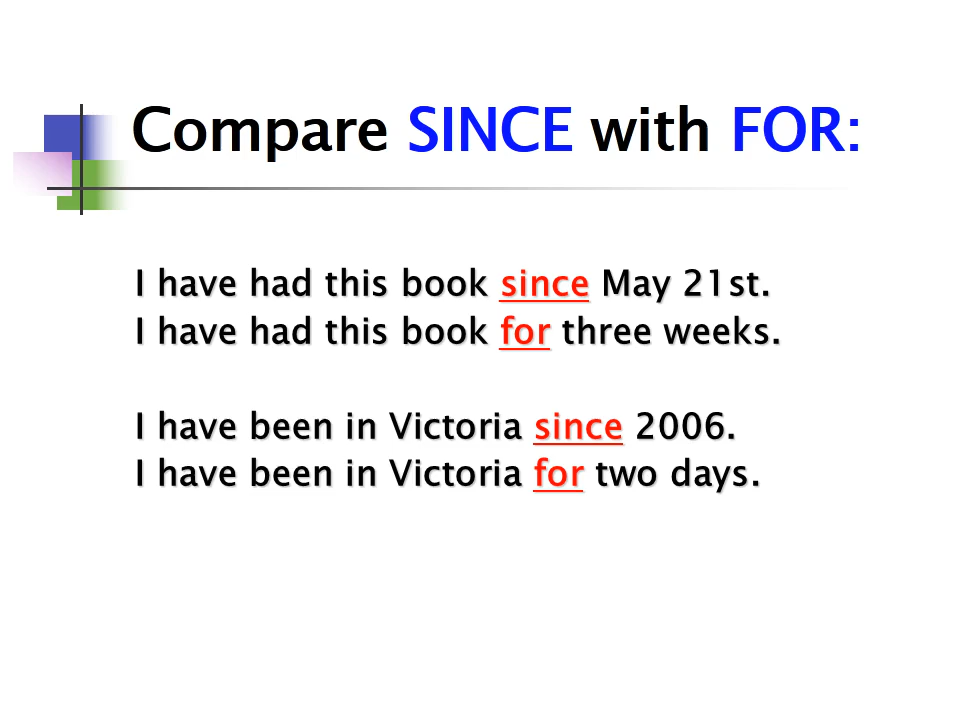 Compare SINCE with FOR:
I have had this book since May 21st.
I have had this book for three weeks.
I have been in Victoria since 2006.
I have been in Victoria for two days.